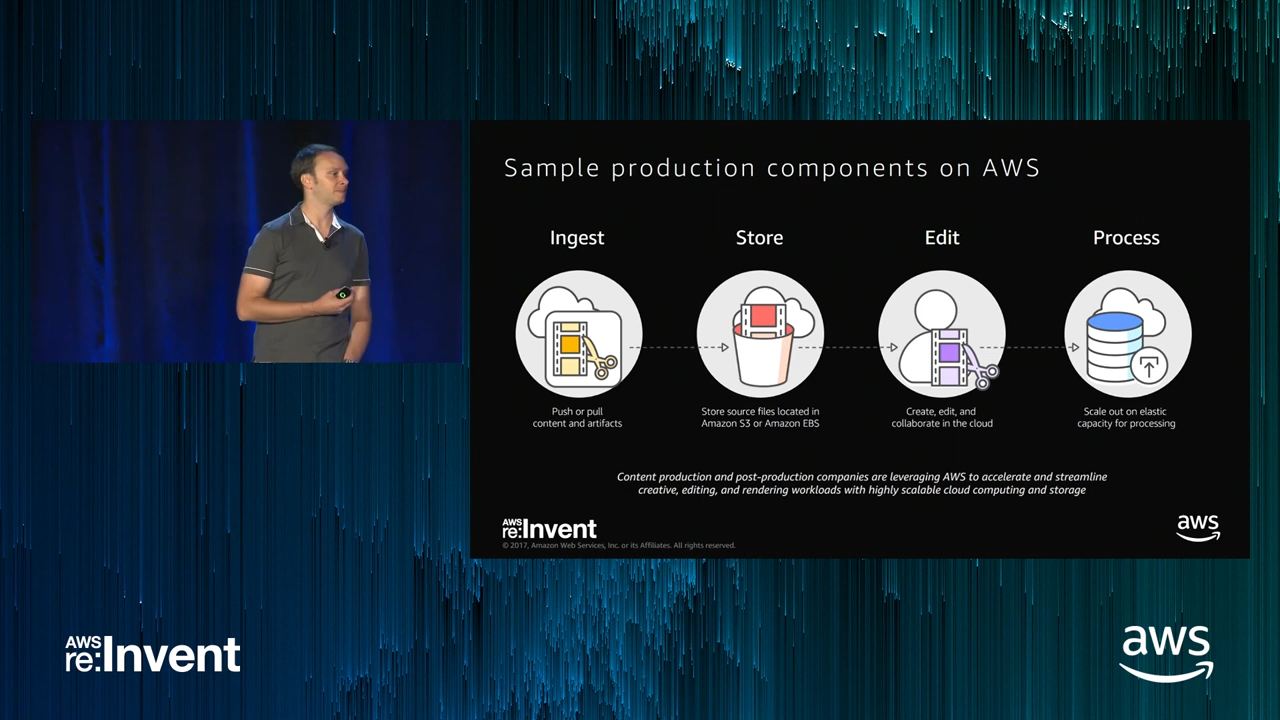 Sample production components on AWS
Ingest
Store
Edit
Process
Push or pull
content and artifacts
Store source files located in
Amazon S3 or Amazon EBS
Create, edit, and
collaborate in the cloud
Scale out on elastic
capacity for processing
Content production and post-production companies are leveraging AWS to accelerate and streamline
creative, editing, and rendering workloads with highly scalable cloud computing and storage
AWS
re:Invent
© 2017, Amazon Web Services, Inc. or its Affiliates. All rights reserved.
aws
AWS
re:Invent
aws